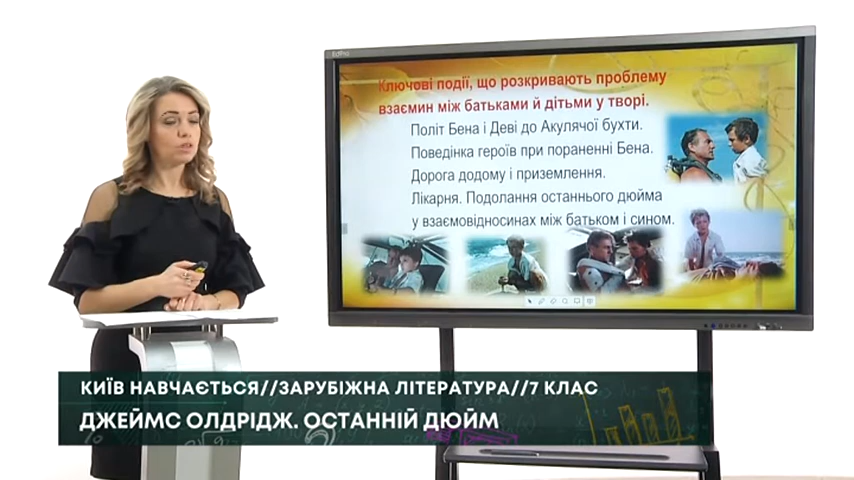 EdPro
Ключові події, що розкривають проблему
взаємин між батьками й дітьми у творі.
Політ Бена і Деві до Акулячої бухти.
Поведінка героїв при пораненні Бена.
Дорога додому і приземлення.
Лікарня. Подолання останнього дюйма
у взаємовідносинах між батьком і сином.
КИЇВ НАВЧАЄТЬСЯ//ЗАРУБІЖНА ЛІТЕРАТУРА//7 КЛАС
ДЖЕЙМС ОЛДРІДЖ. ОСТАННІЙ ДЮЙМ